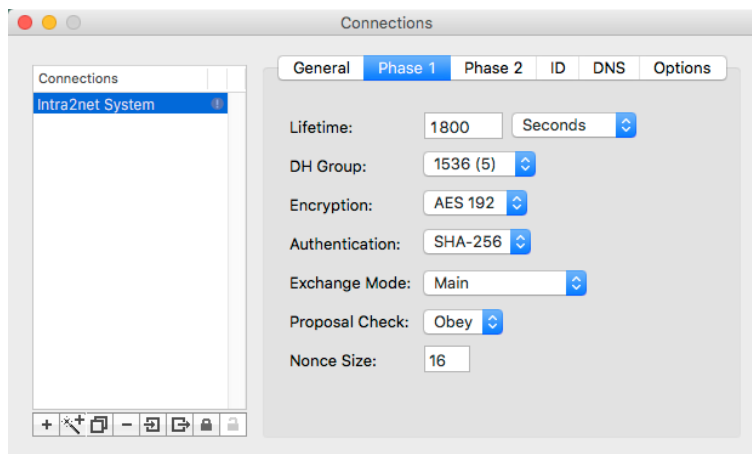 Connections
Connections
Intra2net System
General Phase 1 Phase 2 ID DNS Options
Lifetime: 1800 Seconds
DH Group: 1536 (5)
Encryption: AES 192
Authentication: SHA-256
Exchange Mode: Main
Proposal Check: Obey
Nonce Size: 16